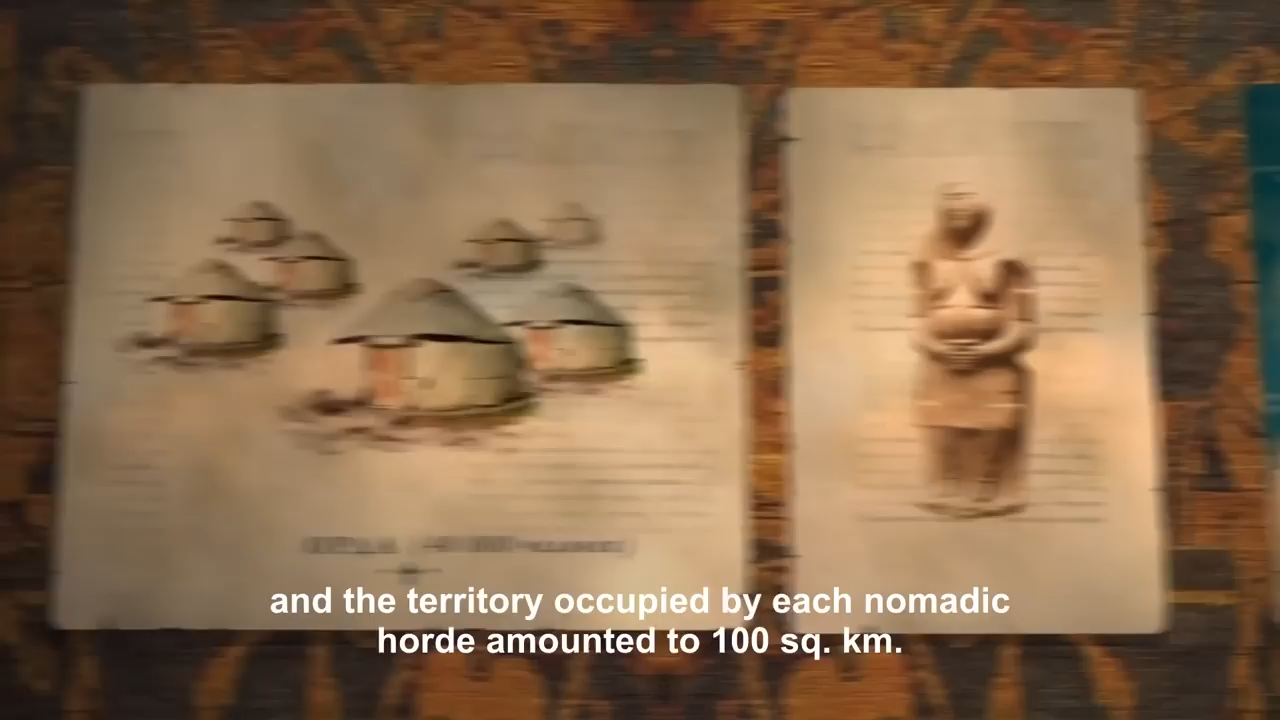 and the territory occupied by each nomadic
horde amounted to 100 sq. km.